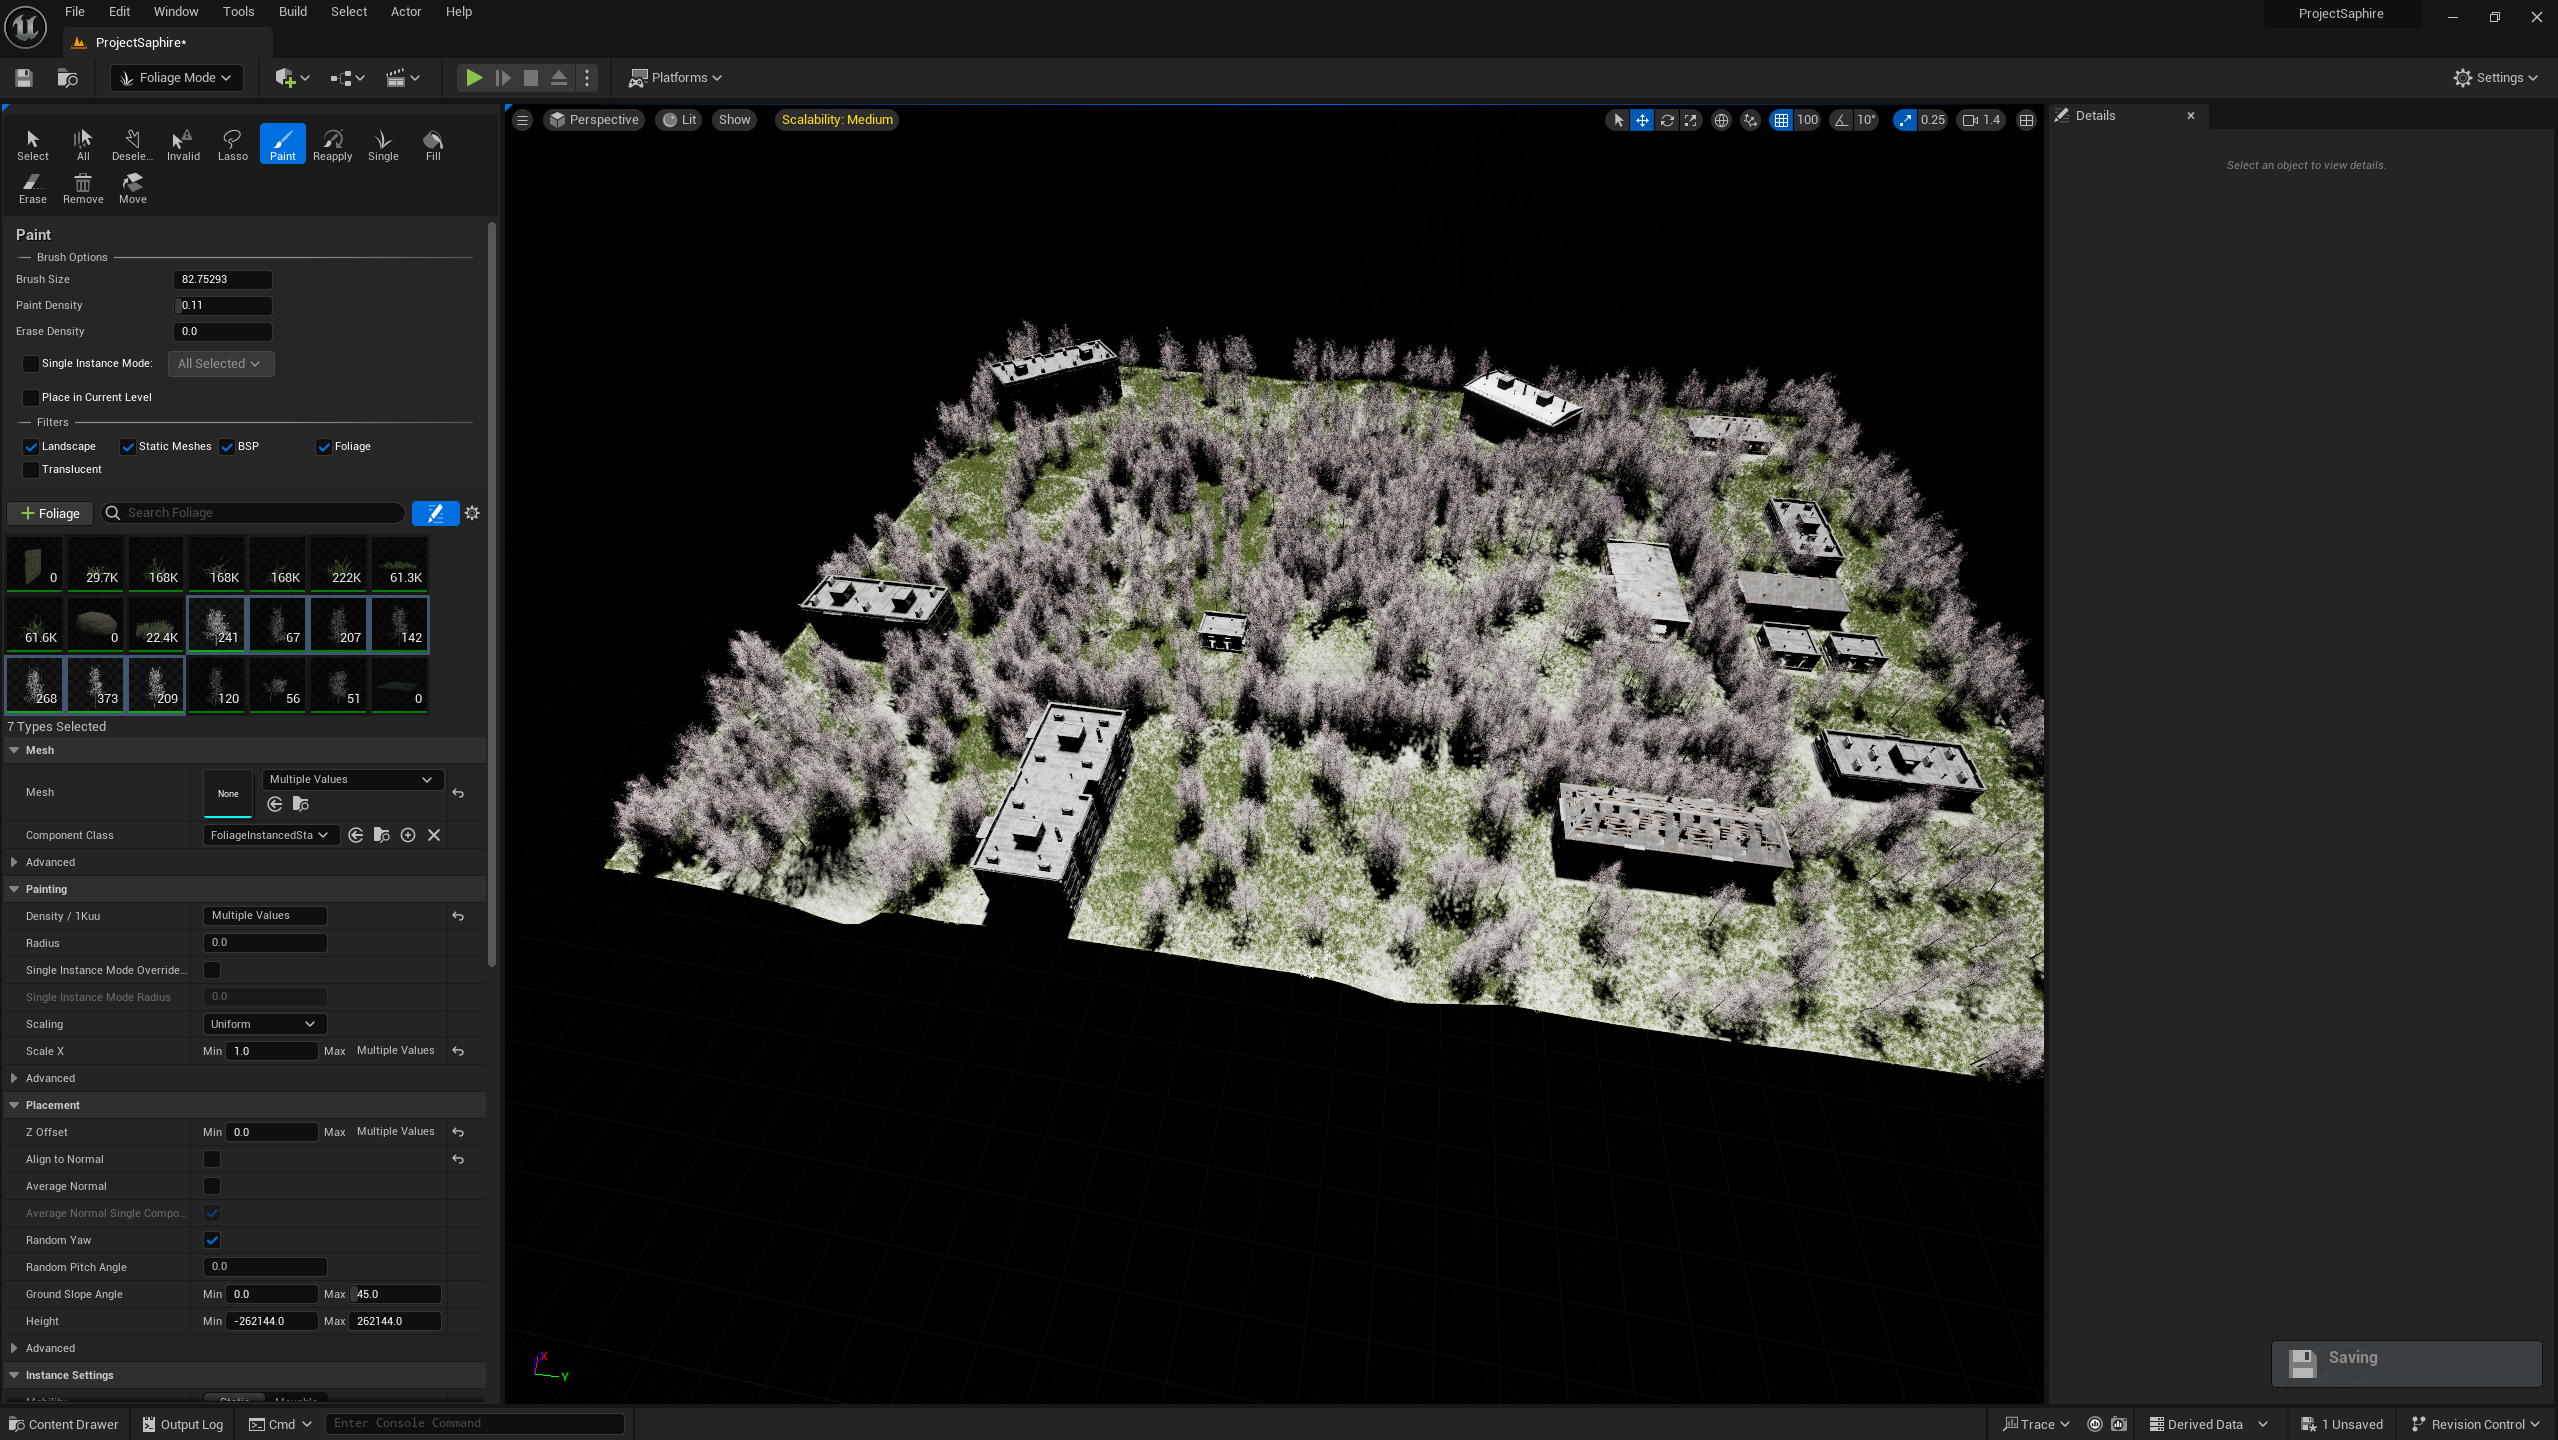 File Edit Window Tools Build Select Actor Help
ProjectSaphire
ProjectSaphire*
Foliage Mode
Platforms
Settings
Select All Desele... Invalid Lasso Paint Reapply Single Fill
Erase Remove Move
Perspective Lit Show Scalability: Medium
100 10° 0.25 1.4
Details
Select an object to view details.
Paint
Brush Options
Brush Size 82.75293
Paint Density 0.11
Erase Density 0.0
Single Instance Mode: All Selected
Place in Current Level
Filters
Landscape Static Meshes BSP Foliage
Translucent
Foliage Search Foliage
0 29.7K 168K 168K 168K 222K 61.3K
61.6K 0 22.4K 241 67 207 142
268 373 209 120 56 51 0
7 Types Selected
Mesh
Mesh None Multiple Values
Component Class FoliageInstancedSta
Advanced
Painting
Density / 1Kuu Multiple Values
Radius 0.0
Single Instance Mode Override...
Single Instance Mode Radius 0.0
Scaling Uniform
Scale X Min 1.0 Max Multiple Values
Advanced
Placement
Z Offset Min 0.0 Max Multiple Values
Align to Normal
Average Normal
Average Normal Single Compo...
Random Yaw
Random Pitch Angle 0.0
Ground Slope Angle Min 0.0 Max 45.0
Height Min -262144.0 Max 262144.0
Advanced
Instance Settings
X
Y
Saving
Content Drawer Output Log Cmd Enter Console Command
Trace Derived Data 1 Unsaved Revision Control